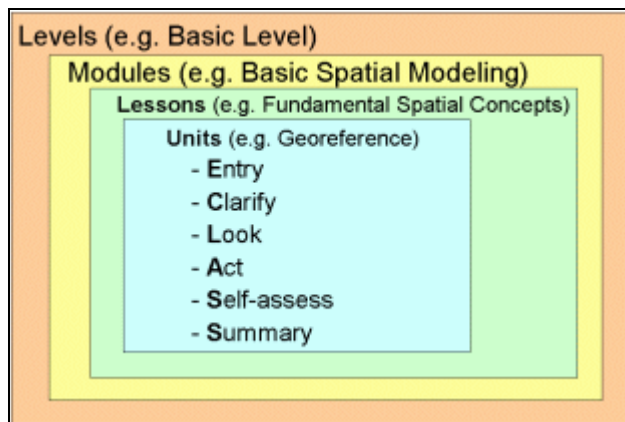 Levels (e.g. Basic Level)
Modules (e.g. Basic Spatial Modeling)
Lessons (e.g. Fundamental Spatial Concepts)
Units (e.g. Georeference)
- Entry
- Clarify
- Look
- Act
- Self-assess
- Summary